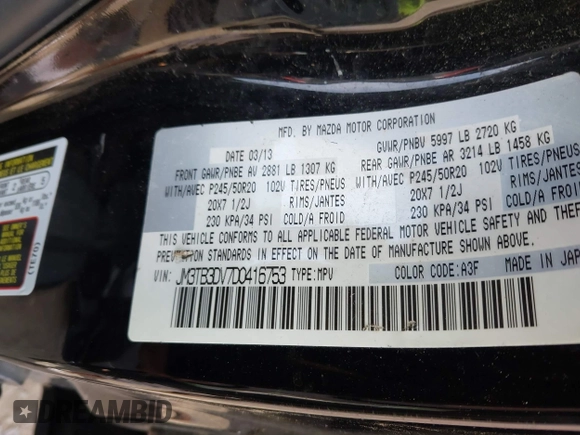 MFD. BY MAZDA MOTOR CORPORATION
DATE 03/13
GVWR/PNBV 5997 LB 2720 KG
FRONT GAWR/PNBE AV 2881 LB 1307 KG
REAR GAWR/PNBE AR 3214 LB 1458 KG
WITH/AVEC P245/50R20 102V TIRES/PNEUS
WITH/AVEC P245/50R20 102V TIRES/PNEUS
20X7 1/2J RIMS/JANTES
20X7 1/2J RIMS/JANTES
230 KPA/34 PSI COLD/A FROID
230 KPA/34 PSI COLD/A FROID
THIS VEHICLE CONFORMS TO ALL APPLICABLE FEDERAL MOTOR VEHICLE SAFETY AND THEFT
PREVENTION STANDARDS IN EFFECT ON THE DATE OF MANUFACTURE SHOWN ABOVE.
VIN: JM3TB3DV7D0416753 TYPE: MPV
COLOR CODE: A3F MADE IN JAP
(TE70)
DREAMBID